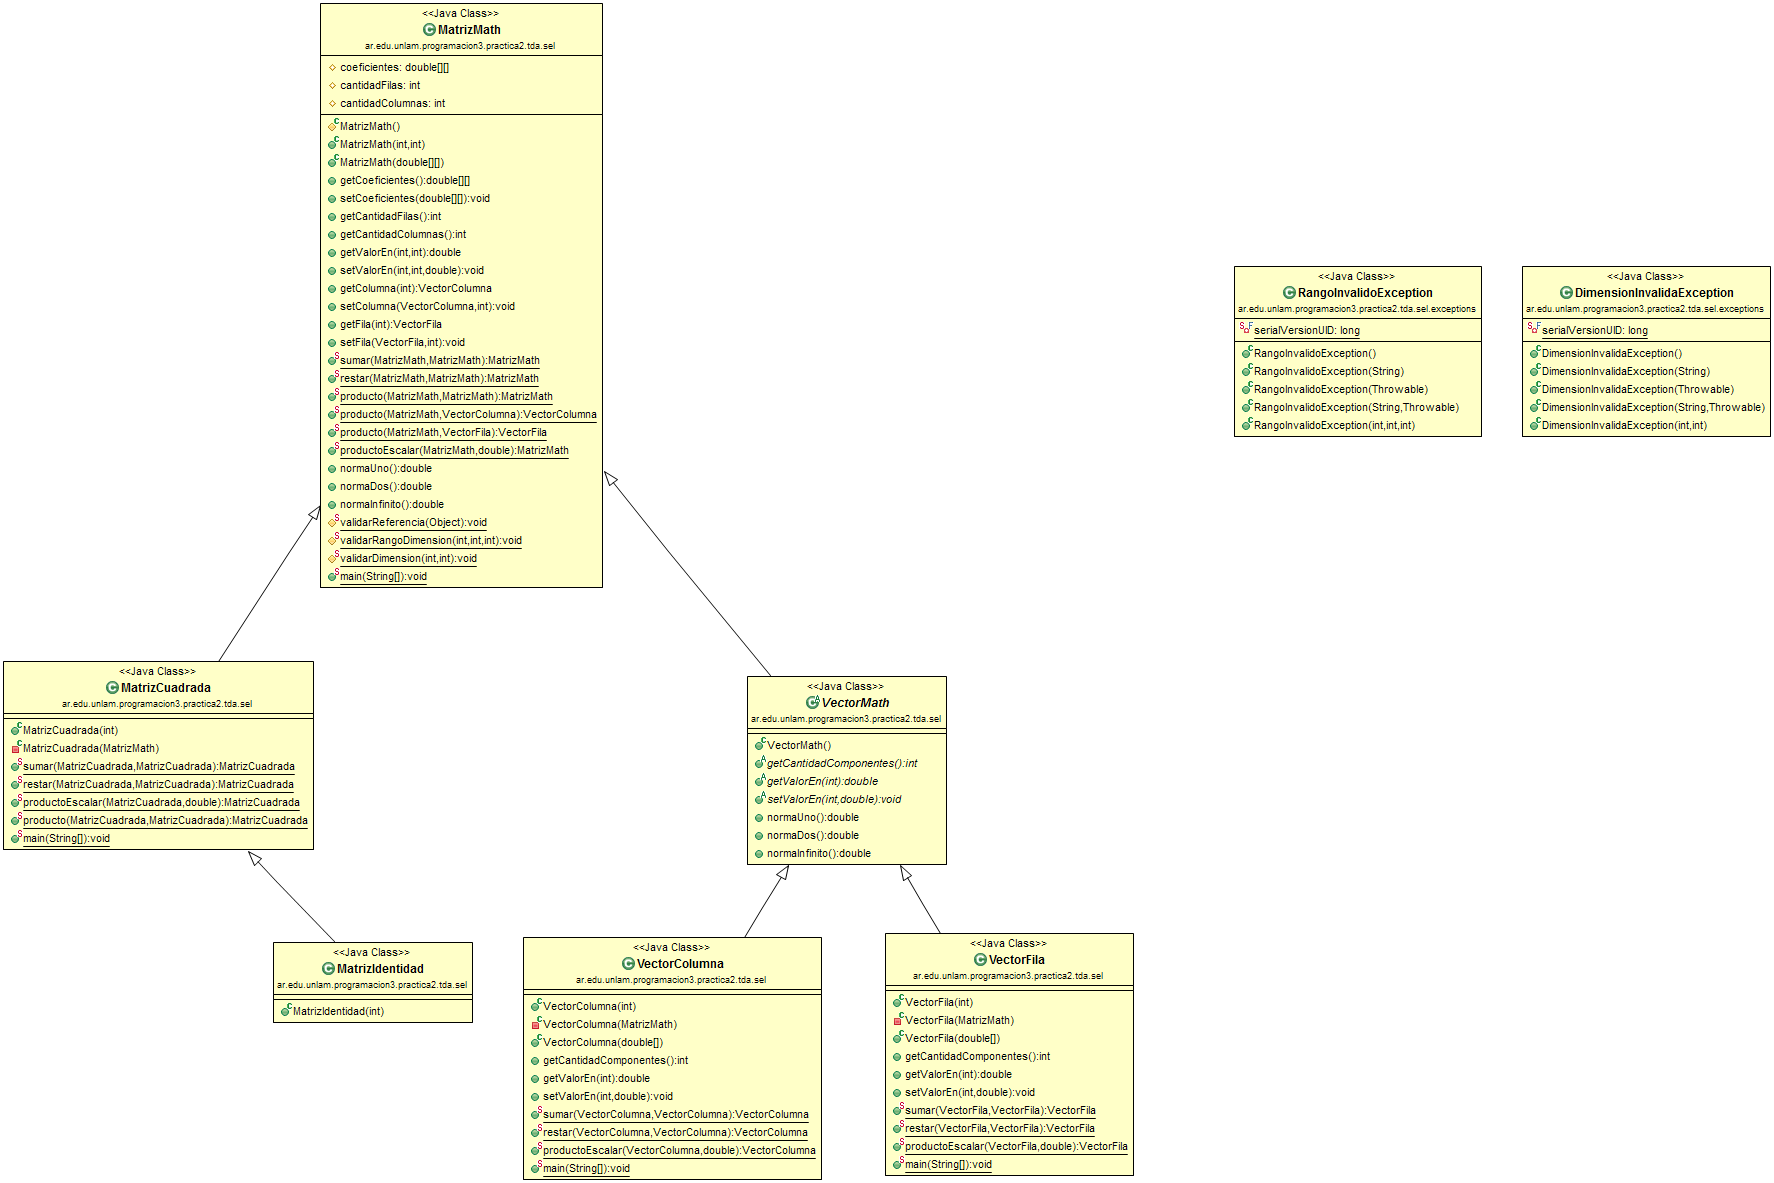 <<Java Class>>
MatrizMath
ar.edu.unlam.programacion3.practica2.tda.sel
coeficientes: double[][]
cantidadFilas: int
cantidadColumnas: int
MatrizMath()
MatrizMath(int,int)
MatrizMath(double[][])
getCoeficientes():double[][]
setCoeficientes(double[][]):void
getCantidadFilas():int
getCantidadColumnas():int
getValorEn(int,int):double
setValorEn(int,int,double):void
getColumna(int):VectorColumna
setColumna(VectorColumna,int):void
getFila(int):VectorFila
setFila(VectorFila,int):void
sumar(MatrizMath,MatrizMath):MatrizMath
restar(MatrizMath,MatrizMath):MatrizMath
producto(MatrizMath,MatrizMath):MatrizMath
producto(MatrizMath,VectorColumna):VectorColumna
producto(MatrizMath,VectorFila):VectorFila
productoEscalar(MatrizMath,double):MatrizMath
normaUno():double
normaDos():double
normaInfinito():double
validarReferencia(Object):void
validarRangoDimension(int,int,int):void
validarDimension(int,int):void
main(String[]):void
<<Java Class>>
RangoInvalidoException
ar.edu.unlam.programacion3.practica2.tda.sel.exceptions
serialVersionUID: long
RangoInvalidoException()
RangoInvalidoException(String)
RangoInvalidoException(Throwable)
RangoInvalidoException(String,Throwable)
RangoInvalidoException(int,int,int)
<<Java Class>>
DimensionInvalidaException
ar.edu.unlam.programacion3.practica2.tda.sel.exceptions
serialVersionUID: long
DimensionInvalidaException()
DimensionInvalidaException(String)
DimensionInvalidaException(Throwable)
DimensionInvalidaException(String,Throwable)
DimensionInvalidaException(int,int)
<<Java Class>>
MatrizCuadrada
ar.edu.unlam.programacion3.practica2.tda.sel
MatrizCuadrada(int)
MatrizCuadrada(MatrizMath)
sumar(MatrizCuadrada,MatrizCuadrada):MatrizCuadrada
restar(MatrizCuadrada,MatrizCuadrada):MatrizCuadrada
productoEscalar(MatrizCuadrada,double):MatrizCuadrada
producto(MatrizCuadrada,MatrizCuadrada):MatrizCuadrada
main(String[]):void
<<Java Class>>
VectorMath
ar.edu.unlam.programacion3.practica2.tda.sel
VectorMath()
getCantidadComponentes():int
getValorEn(int):double
setValorEn(int,double):void
normaUno():double
normaDos():double
normaInfinito():double
<<Java Class>>
MatrizIdentidad
ar.edu.unlam.programacion3.practica2.tda.sel
MatrizIdentidad(int)
<<Java Class>>
VectorColumna
ar.edu.unlam.programacion3.practica2.tda.sel
VectorColumna(int)
VectorColumna(MatrizMath)
VectorColumna(double[])
getCantidadComponentes():int
getValorEn(int):double
setValorEn(int,double):void
sumar(VectorColumna,VectorColumna):VectorColumna
restar(VectorColumna,VectorColumna):VectorColumna
productoEscalar(VectorColumna,double):VectorColumna
main(String[]):void
<<Java Class>>
VectorFila
ar.edu.unlam.programacion3.practica2.tda.sel
VectorFila(int)
VectorFila(MatrizMath)
VectorFila(double[])
getCantidadComponentes():int
getValorEn(int):double
setValorEn(int,double):void
sumar(VectorFila,VectorFila):VectorFila
restar(VectorFila,VectorFila):VectorFila
productoEscalar(VectorFila,double):VectorFila
main(String[]):void